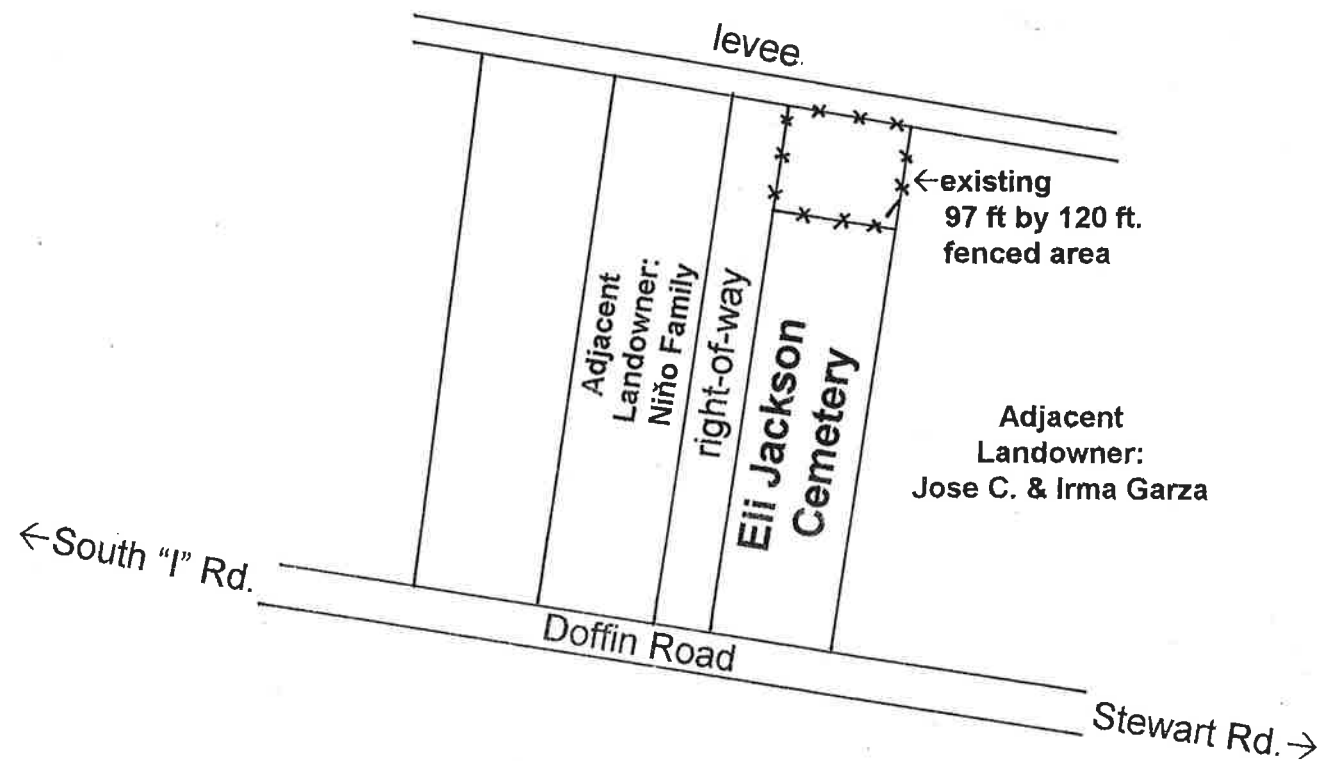 levee
←existing
97 ft by 120 ft.
fenced area
Adjacent
Landowner:
Niño Family
right-of-way
Eli Jackson
Cemetery
Adjacent
Landowner:
Jose C. & Irma Garza
←South “I” Rd.
Doffin Road
Stewart Rd.→